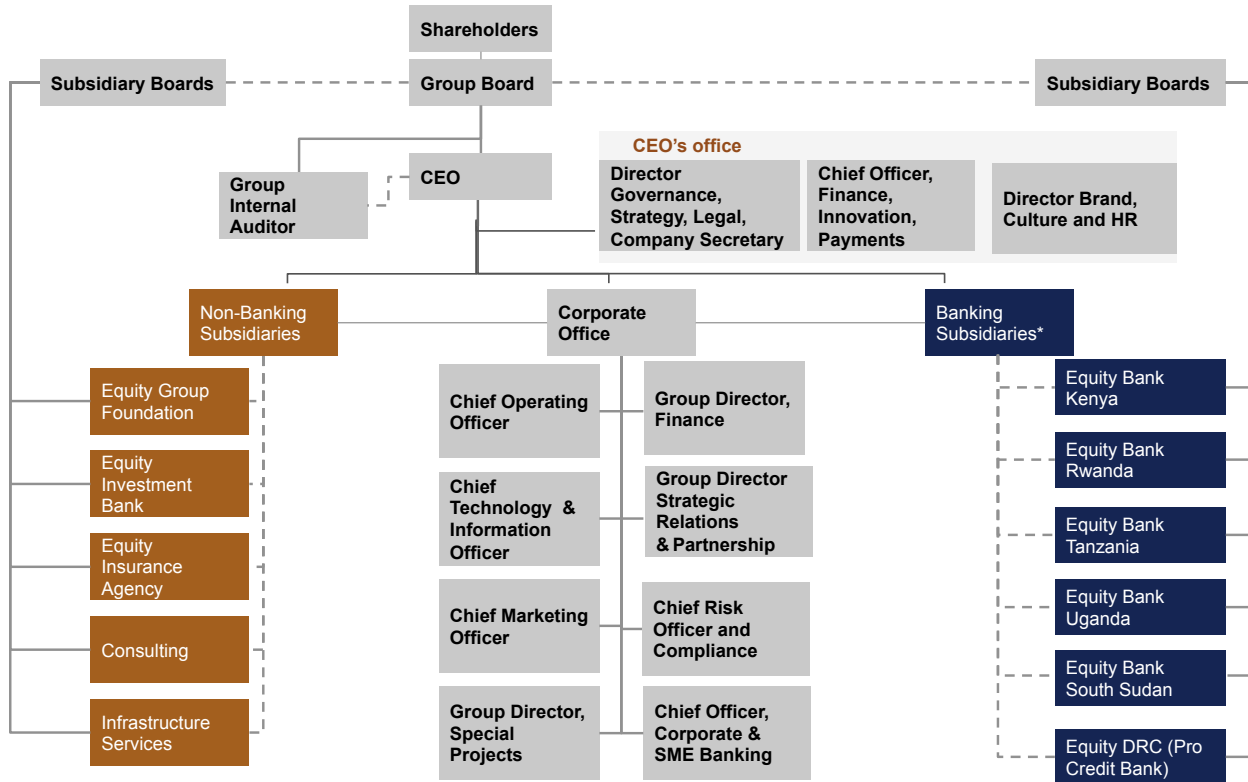 Shareholders
Subsidiary Boards
Group Board
Subsidiary Boards
CEO's office
Group
Internal
Auditor
CEO
Director
Governance,
Strategy, Legal,
Company Secretary
Chief Officer,
Finance,
Innovation,
Payments
Director Brand,
Culture and HR
Non-Banking
Subsidiaries
Corporate
Office
Banking
Subsidiaries*
Equity Group
Foundation
Equity
Investment
Bank
Equity
Insurance
Agency
Consulting
Infrastructure
Services
Chief Operating
Officer
Group Director,
Finance
Chief
Technology &
Information
Officer
Group Director
Strategic
Relations
& Partnership
Chief Marketing
Officer
Chief Risk
Officer and
Compliance
Group Director,
Special
Projects
Chief Officer,
Corporate &
SME Banking
Equity Bank
Kenya
Equity Bank
Rwanda
Equity Bank
Tanzania
Equity Bank
Uganda
Equity Bank
South Sudan
Equity DRC (Pro
Credit Bank)